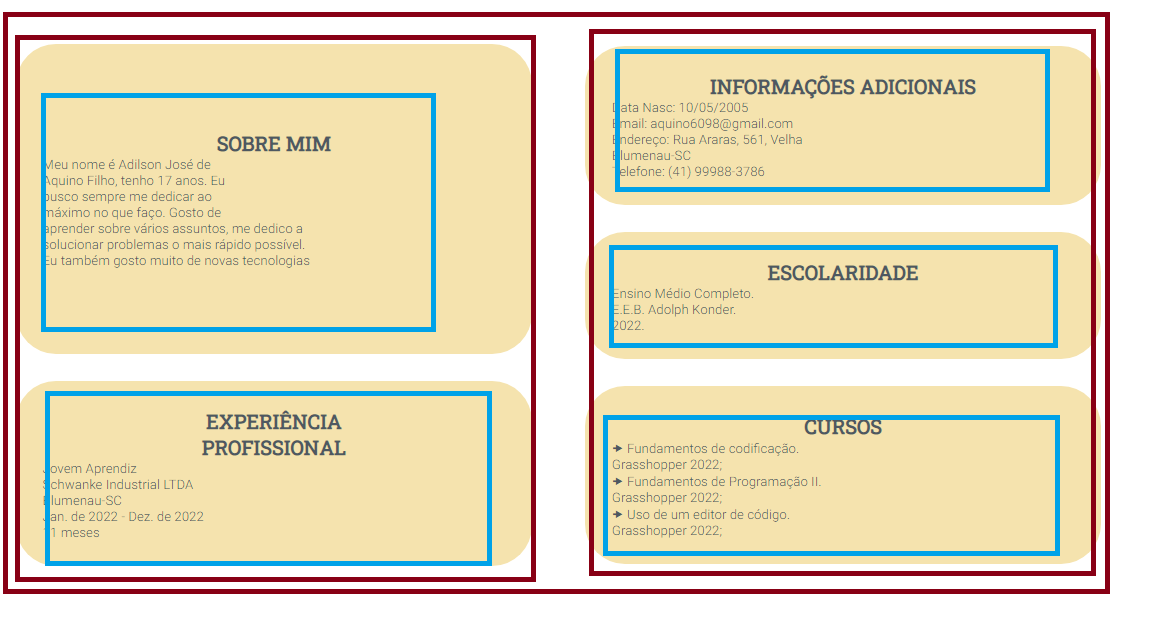 SOBRE MIM
Meu nome é Adilson José de
Aquino Filho, tenho 17 anos. Eu
busco sempre me dedicar ao
máximo no que faço. Gosto de
aprender sobre vários assuntos, me dedico a
solucionar problemas o mais rápido possível.
Eu também gosto muito de novas tecnologias
EXPERIÊNCIA
PROFISSIONAL
Jovem Aprendiz
Schwanke Industrial LTDA
Blumenau-SC
Jan. de 2022 - Dez. de 2022
11 meses
INFORMAÇÕES ADICIONAIS
Data Nasc: 10/05/2005
Email: aquino6098@gmail.com
Endereço: Rua Araras, 561, Velha
Blumenau-SC
Telefone: (41) 99988-3786
ESCOLARIDADE
Ensino Médio Completo.
E.E.B. Adolph Konder.
2022.
CURSOS
🠊 Fundamentos de codificação.
Grasshopper 2022;
🠊 Fundamentos de Programação II.
Grasshopper 2022;
🠊 Uso de um editor de código.
Grasshopper 2022;